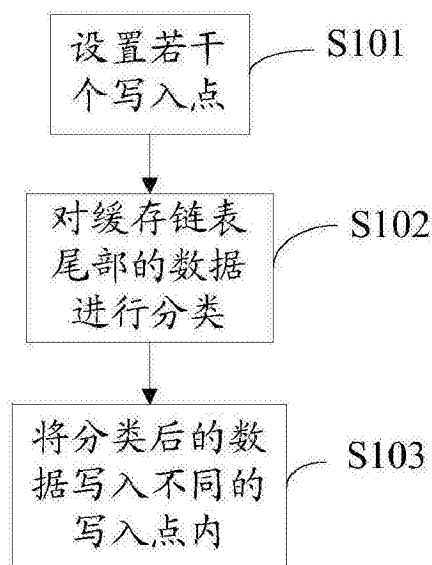 设置若干
个写入点
S101
对缓存链表
尾部的数据
进行分类
S102
将分类后的数
据写入不同的
写入点内
S103